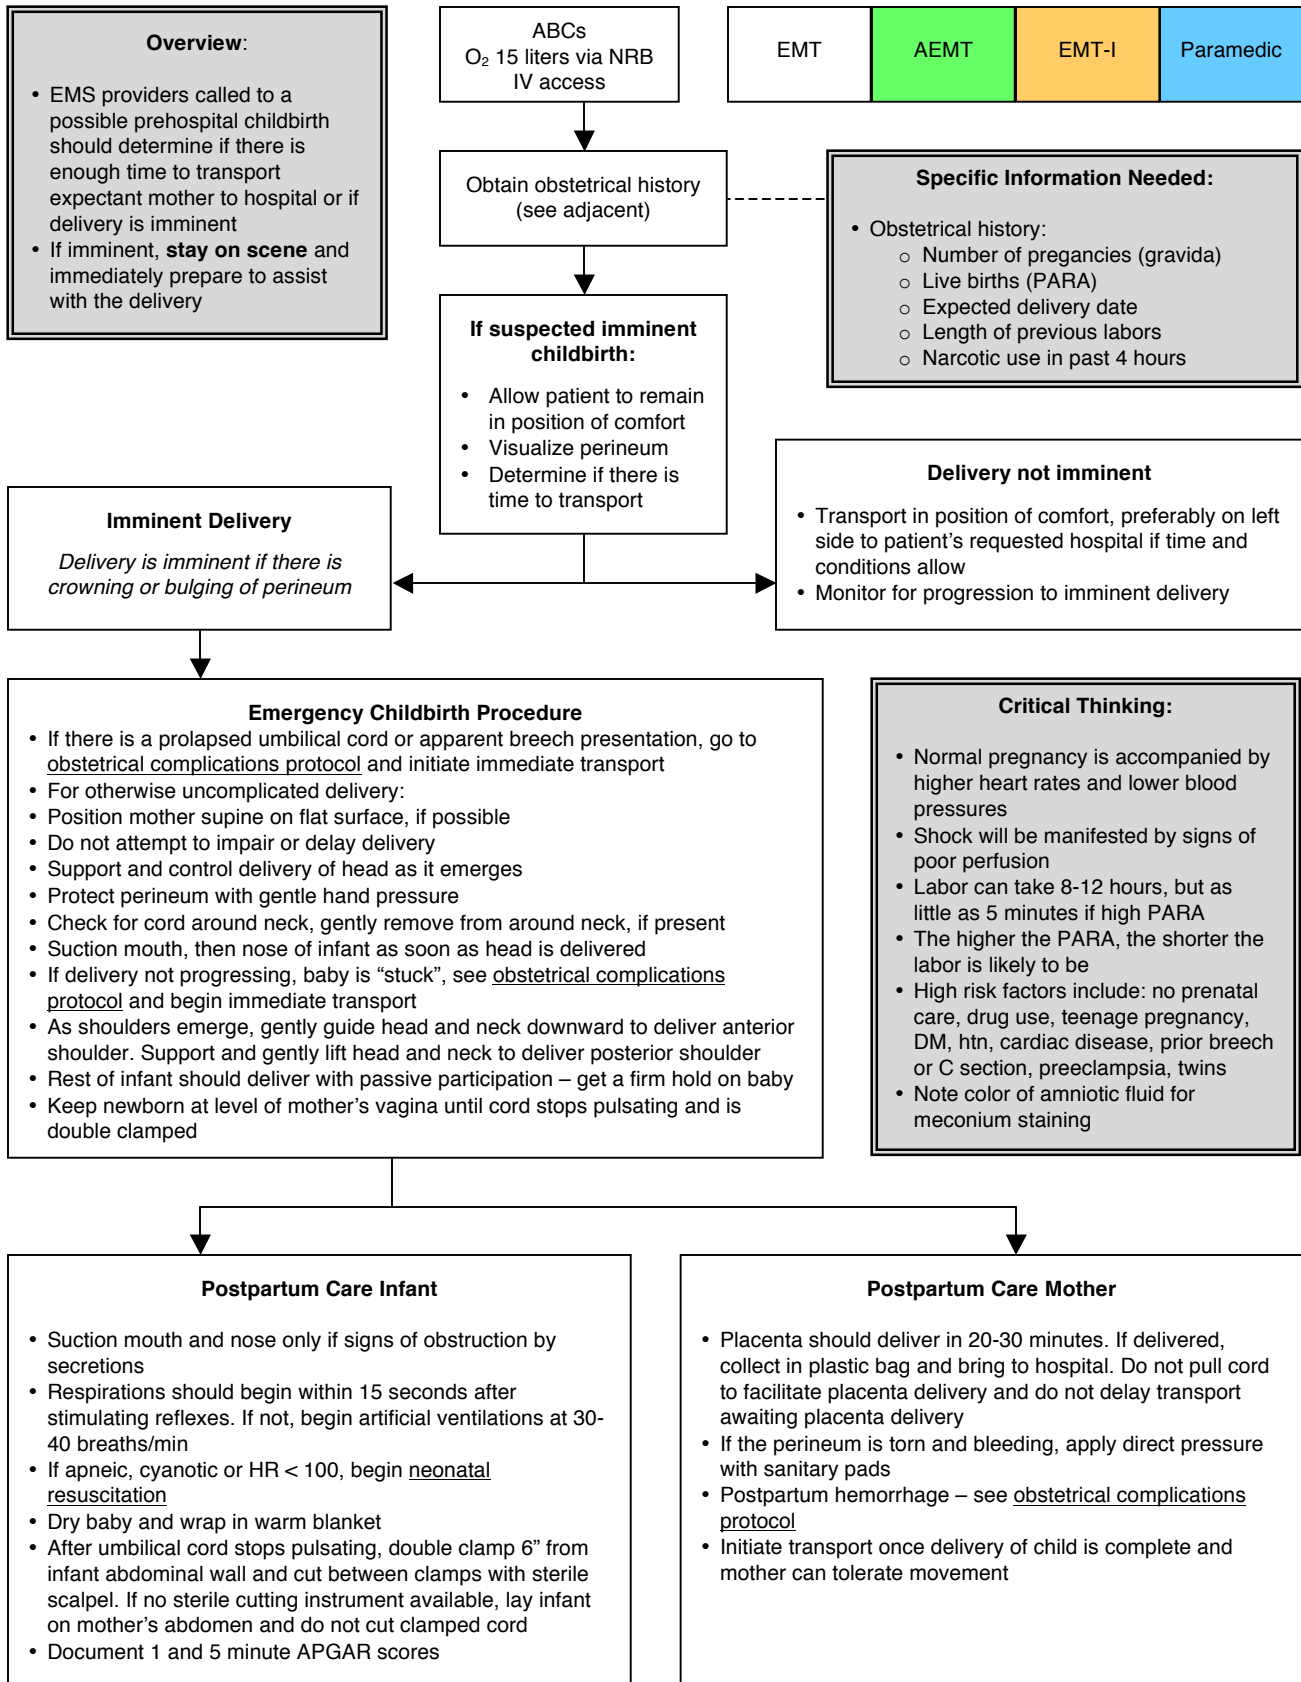 Overview:
• EMS providers called to a
possible prehospital childbirth
should determine if there is
enough time to transport
expectant mother to hospital or if
delivery is imminent
• If imminent, stay on scene and
immediately prepare to assist
with the delivery
ABCs
O₂ 15 liters via NRB
IV access
EMT
AEMT
EMT-I
Paramedic
Obtain obstetrical history
(see adjacent)
Specific Information Needed:
• Obstetrical history:
o Number of pregancies (gravida)
o Live births (PARA)
o Expected delivery date
o Length of previous labors
o Narcotic use in past 4 hours
If suspected imminent
childbirth:
• Allow patient to remain
in position of comfort
• Visualize perineum
• Determine if there is
time to transport
Imminent Delivery
Delivery is imminent if there is
crowning or bulging of perineum
Delivery not imminent
• Transport in position of comfort, preferably on left
side to patient’s requested hospital if time and
conditions allow
• Monitor for progression to imminent delivery
Emergency Childbirth Procedure
• If there is a prolapsed umbilical cord or apparent breech presentation, go to
obstetrical complications protocol and initiate immediate transport
• For otherwise uncomplicated delivery:
• Position mother supine on flat surface, if possible
• Do not attempt to impair or delay delivery
• Support and control delivery of head as it emerges
• Protect perineum with gentle hand pressure
• Check for cord around neck, gently remove from around neck, if present
• Suction mouth, then nose of infant as soon as head is delivered
• If delivery not progressing, baby is “stuck”, see obstetrical complications
protocol and begin immediate transport
• As shoulders emerge, gently guide head and neck downward to deliver anterior
shoulder. Support and gently lift head and neck to deliver posterior shoulder
• Rest of infant should deliver with passive participation – get a firm hold on baby
• Keep newborn at level of mother’s vagina until cord stops pulsating and is
double clamped
Critical Thinking:
• Normal pregnancy is accompanied by
higher heart rates and lower blood
pressures
• Shock will be manifested by signs of
poor perfusion
• Labor can take 8-12 hours, but as
little as 5 minutes if high PARA
• The higher the PARA, the shorter the
labor is likely to be
• High risk factors include: no prenatal
care, drug use, teenage pregnancy,
DM, htn, cardiac disease, prior breech
or C section, preeclampsia, twins
• Note color of amniotic fluid for
meconium staining
Postpartum Care Infant
• Suction mouth and nose only if signs of obstruction by
secretions
• Respirations should begin within 15 seconds after
stimulating reflexes. If not, begin artificial ventilations at 30-
40 breaths/min
• If apneic, cyanotic or HR < 100, begin neonatal
resuscitation
• Dry baby and wrap in warm blanket
• After umbilical cord stops pulsating, double clamp 6” from
infant abdominal wall and cut between clamps with sterile
scalpel. If no sterile cutting instrument available, lay infant
on mother’s abdomen and do not cut clamped cord
• Document 1 and 5 minute APGAR scores
Postpartum Care Mother
• Placenta should deliver in 20-30 minutes. If delivered,
collect in plastic bag and bring to hospital. Do not pull cord
to facilitate placenta delivery and do not delay transport
awaiting placenta delivery
• If the perineum is torn and bleeding, apply direct pressure
with sanitary pads
• Postpartum hemorrhage – see obstetrical complications
protocol
• Initiate transport once delivery of child is complete and
mother can tolerate movement